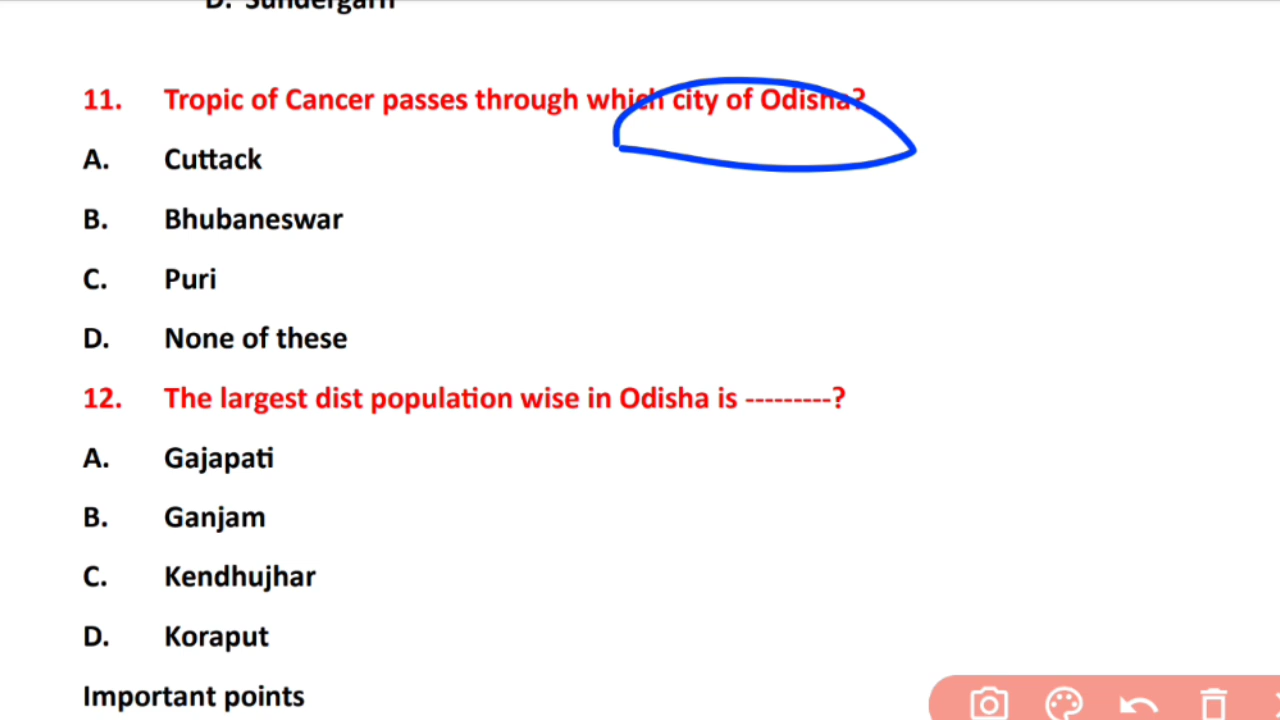 D. Sundergarh
11. Tropic of Cancer passes through which city of Odisha?
A. Cuttack
B. Bhubaneswar
C. Puri
D. None of these
12. The largest dist population wise in Odisha is ---------?
A. Gajapati
B. Ganjam
C. Kendhujhar
D. Koraput
Important points